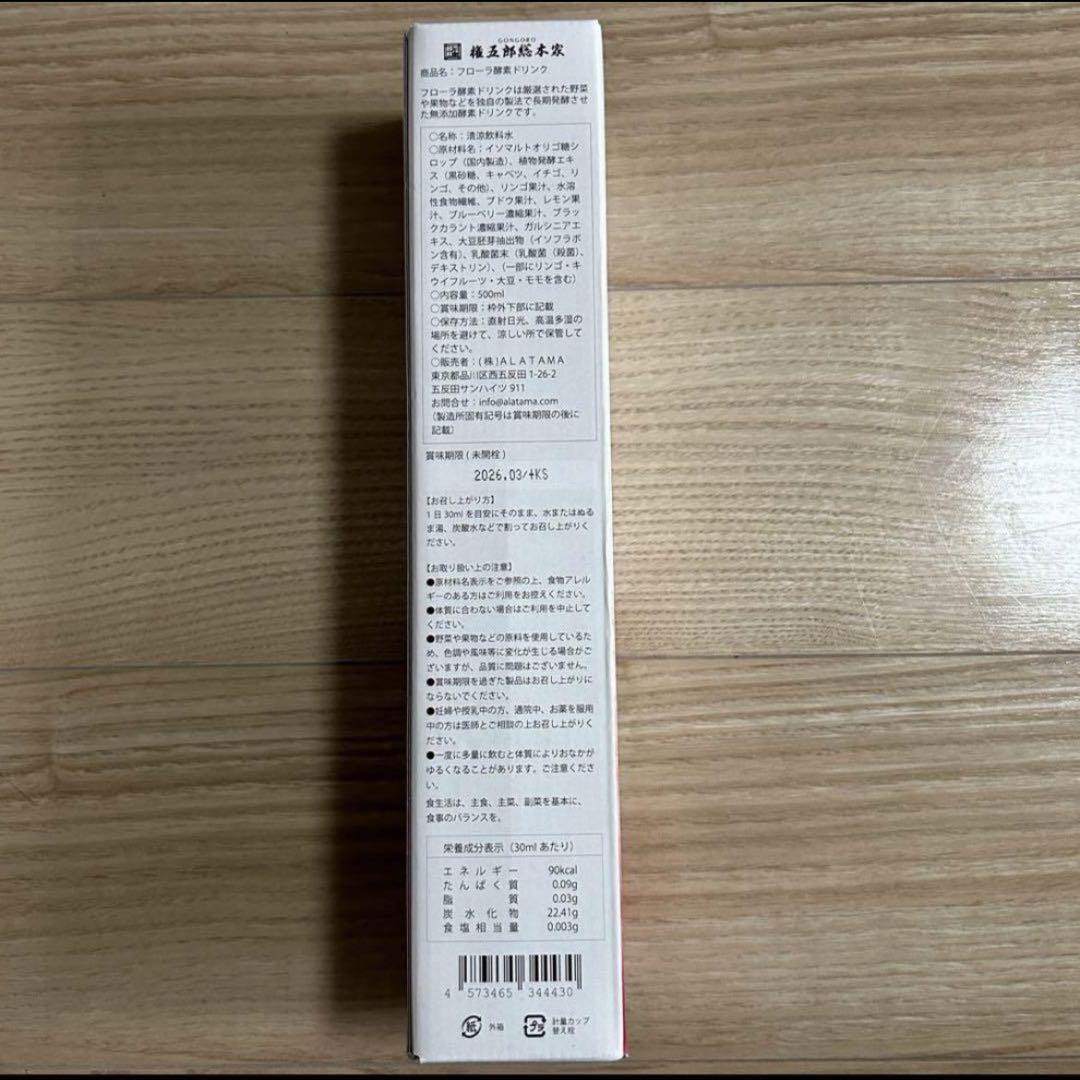 GONGORO
権五郎総本家
商品名：フローラ酵素ドリンク
フローラ酵素ドリンクは厳選された野菜
や果物などを独自の製法で長期発酵させ
た無添加酵素ドリンクです。
○名称：清涼飲料水
○原材料名：イソマルトオリゴ糖シ
ロップ（国内製造）、植物発酵エキ
ス（黒砂糖、キャベツ、イチゴ、リ
ンゴ、その他）、リンゴ果汁、水溶
性食物繊維、ブドウ果汁、レモン果
汁、ブルーベリー濃縮果汁、ブラッ
クカラント濃縮果汁、ガルシニアエ
キス、大豆胚芽抽出物（イソフラボ
ン含有）、乳酸菌末（乳酸菌（殺菌）、
デキストリン）、（一部にリンゴ・キ
ウイフルーツ・大豆・モモを含む）
○内容量：500ml
○賞味期限：枠外下部に記載
○保存方法：直射日光、高温多湿の
場所を避けて、涼しい所で保管して
ください。
○販売者：(株)ALATAMA
東京都品川区西五反田 1-26-2
五反田サンハイツ 911
お問合せ：info@alatama.com
（製造所固有記号は賞味期限の後に
記載）
賞味期限 ( 未開栓 )
2026.03/4KS
【お召し上がり方】
1 日 30ml を目安にそのまま、水またはぬる
ま湯、炭酸水などで割ってお召し上がりく
ださい。
【お取り扱い上の注意】
●原材料名表示をご参照の上、食物アレル
ギーのある方はご利用をお控えください。
●体質に合わない場合はご利用を中止して
ください。
●野菜や果物などの原料を使用しているた
め、色調や風味等に変化が生じる場合がご
ざいますが、品質に問題はございません。
●賞味期限を過ぎた製品はお召し上がりに
ならないでください。
●妊婦や授乳中の方、通院中、お薬を服用
中の方は医師とご相談の上お召し上がりく
ださい。
●一度に多量に飲むと体質によりおなかが
ゆるくなることがあります。ご注意くださ
い。
食生活は、主食、主菜、副菜を基本に、
食事のバランスを。
栄養成分表示（30ml あたり）
エネルギー 90kcal
たんぱく質 0.09g
脂質 0.03g
炭水化物 22.41g
食塩相当量 0.003g
4 573465 344430
紙 外箱
プラ 計量カップ
替え栓